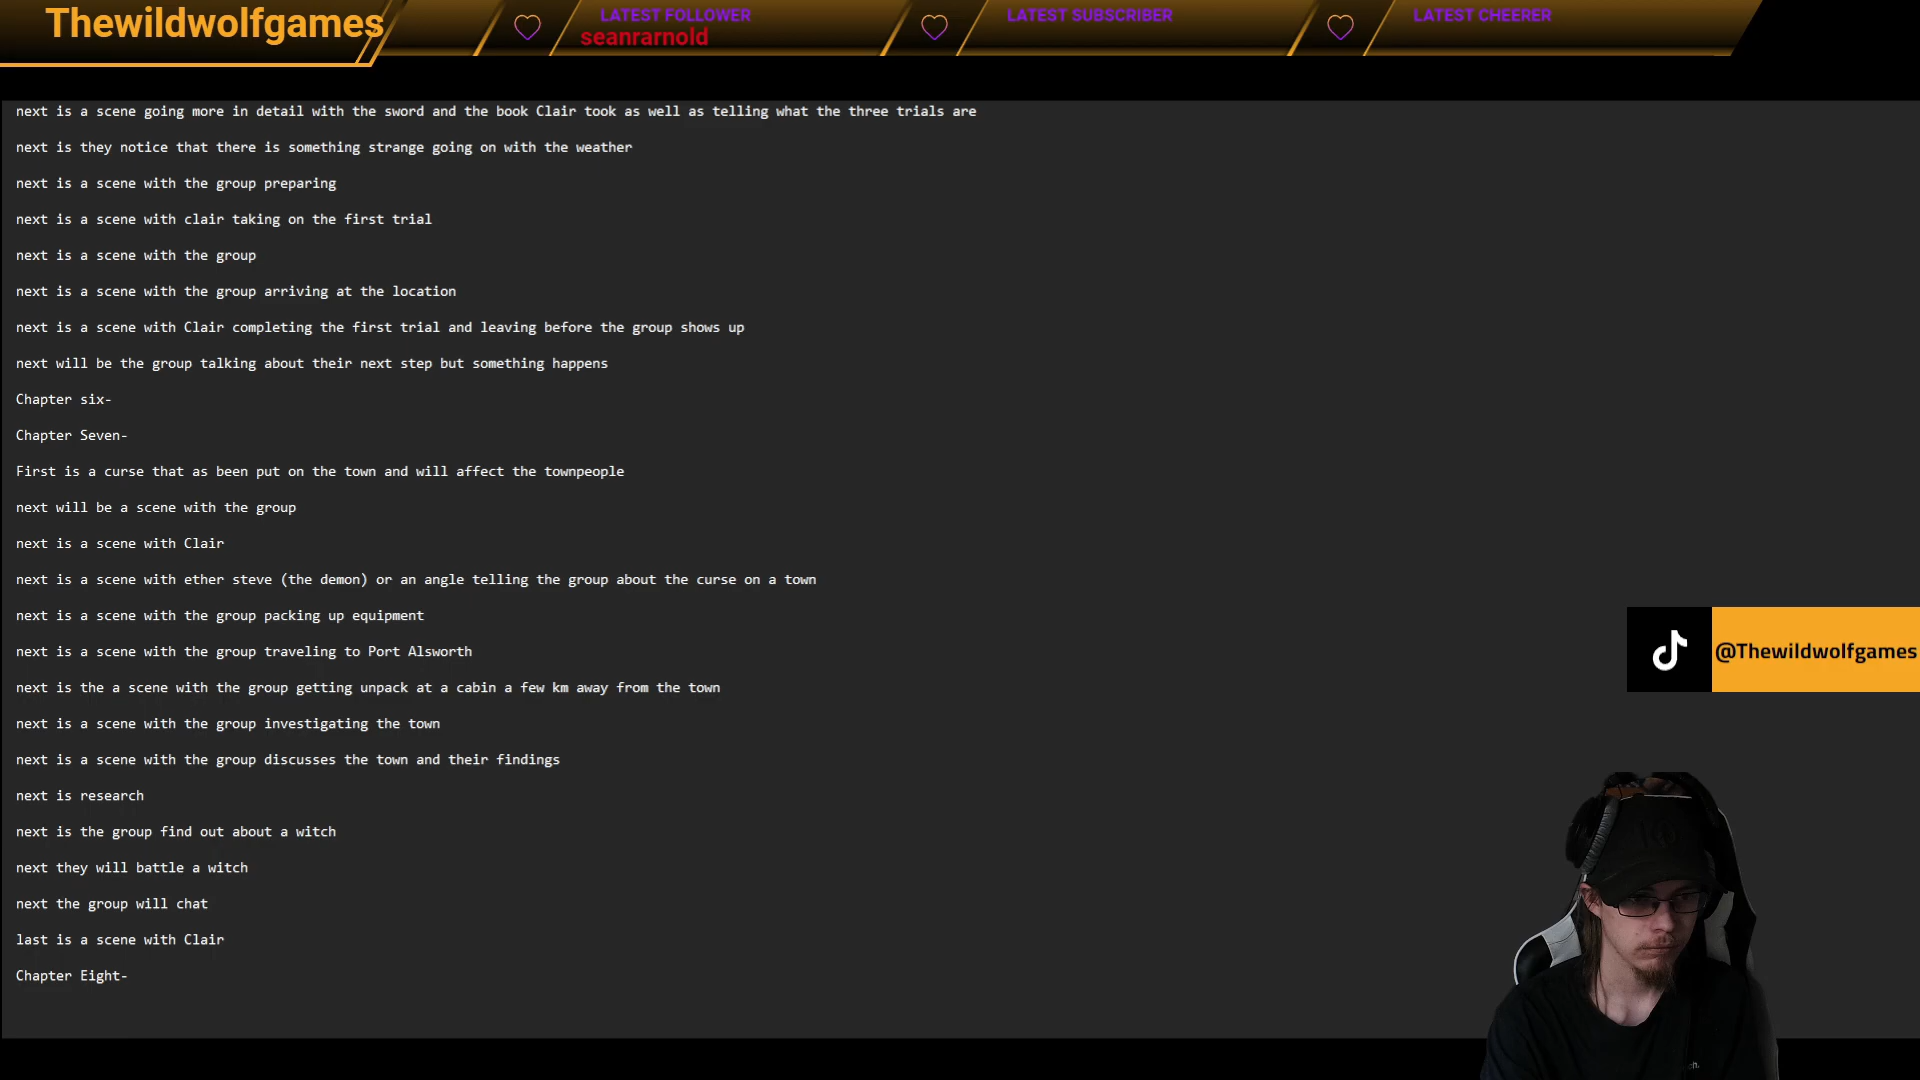 Thewildwolfgames
LATEST FOLLOWER
seanrarnold
LATEST SUBSCRIBER
LATEST CHEERER
next is a scene going more in detail with the sword and the book Clair took as well as telling what the three trials are
next is they notice that there is something strange going on with the weather
next is a scene with the group preparing
next is a scene with clair taking on the first trial
next is a scene with the group
next is a scene with the group arriving at the location
next is a scene with Clair completing the first trial and leaving before the group shows up
next will be the group talking about their next step but something happens
Chapter six-
Chapter Seven-
First is a curse that as been put on the town and will affect the townpeople
next will be a scene with the group
next is a scene with Clair
next is a scene with ether steve (the demon) or an angle telling the group about the curse on a town
next is a scene with the group packing up equipment
next is a scene with the group traveling to Port Alsworth
next is the a scene with the group getting unpack at a cabin a few km away from the town
next is a scene with the group investigating the town
next is a scene with the group discusses the town and their findings
next is research
next is the group find out about a witch
next they will battle a witch
next the group will chat
last is a scene with Clair
Chapter Eight-
@Thewildwolfgames